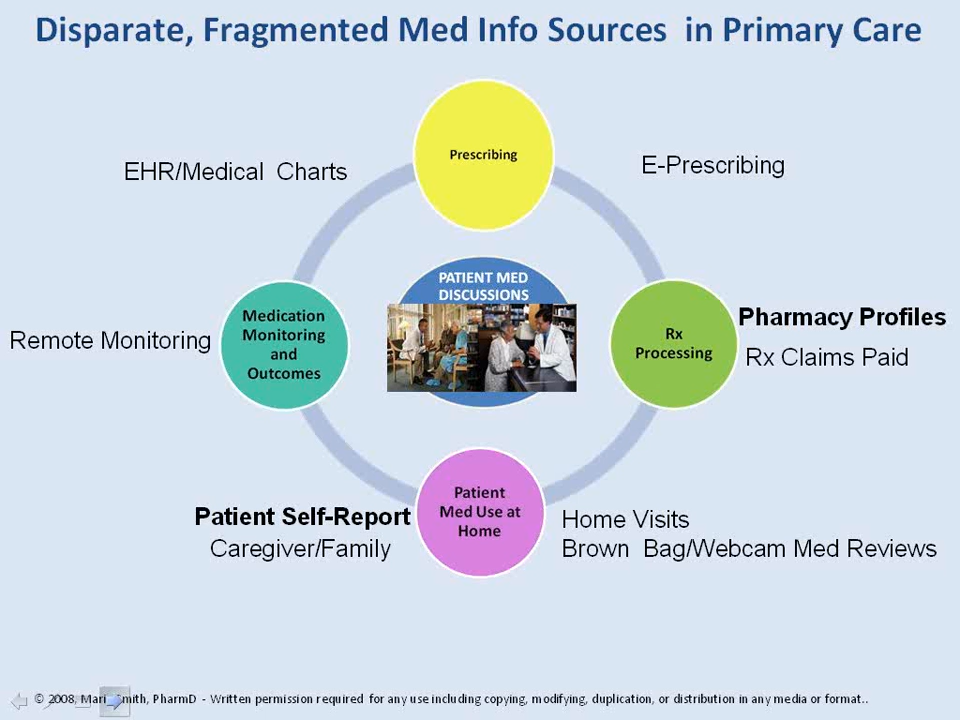 Disparate, Fragmented Med Info Sources in Primary Care
Prescribing
EHR/Medical Charts
E-Prescribing
PATIENT MED
DISCUSSIONS
Medication
Monitoring
and
Outcomes
Remote Monitoring
Rx
Processing
Pharmacy Profiles
Rx Claims Paid
Patient
Med Use at
Home
Patient Self-Report
Caregiver/Family
Home Visits
Brown Bag/Webcam Med Reviews
© 2008, Smith, PharmD - Written permission required for any use including copying, modifying, duplication, or distribution in any media or format..